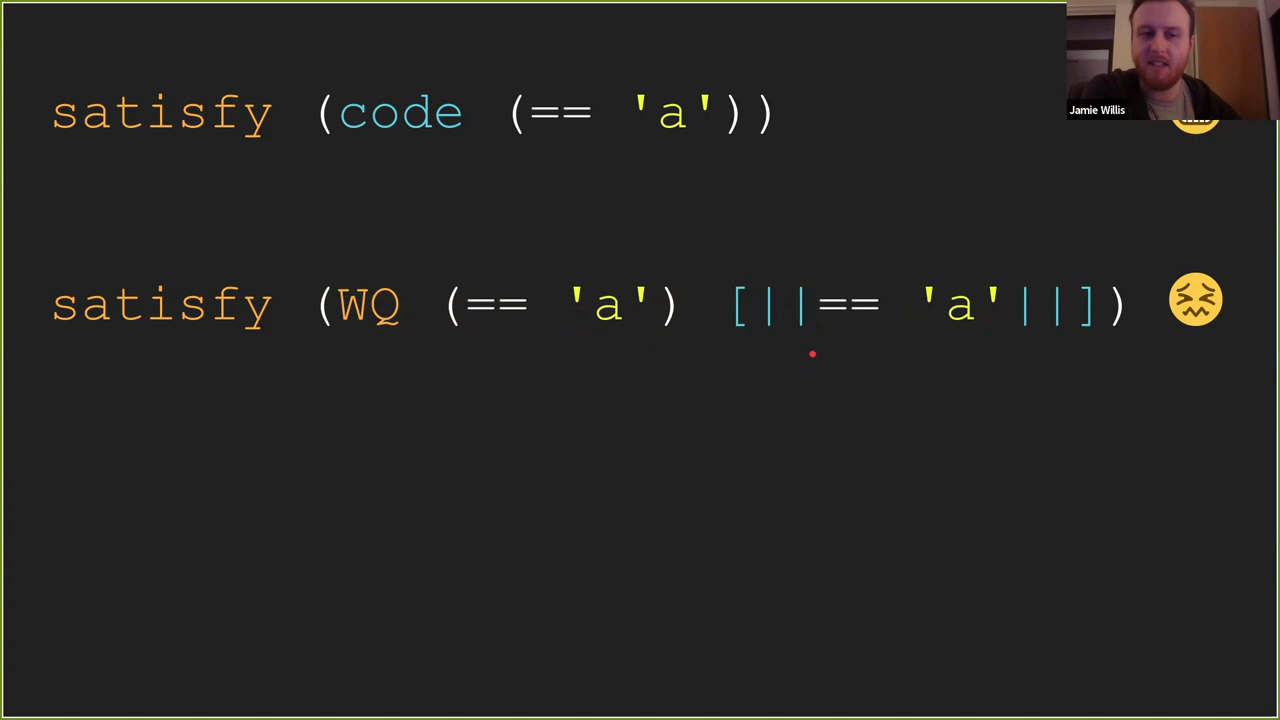 satisfy (code (== 'a'))
Jamie Willis
satisfy (WQ (== 'a') [||== 'a'||])